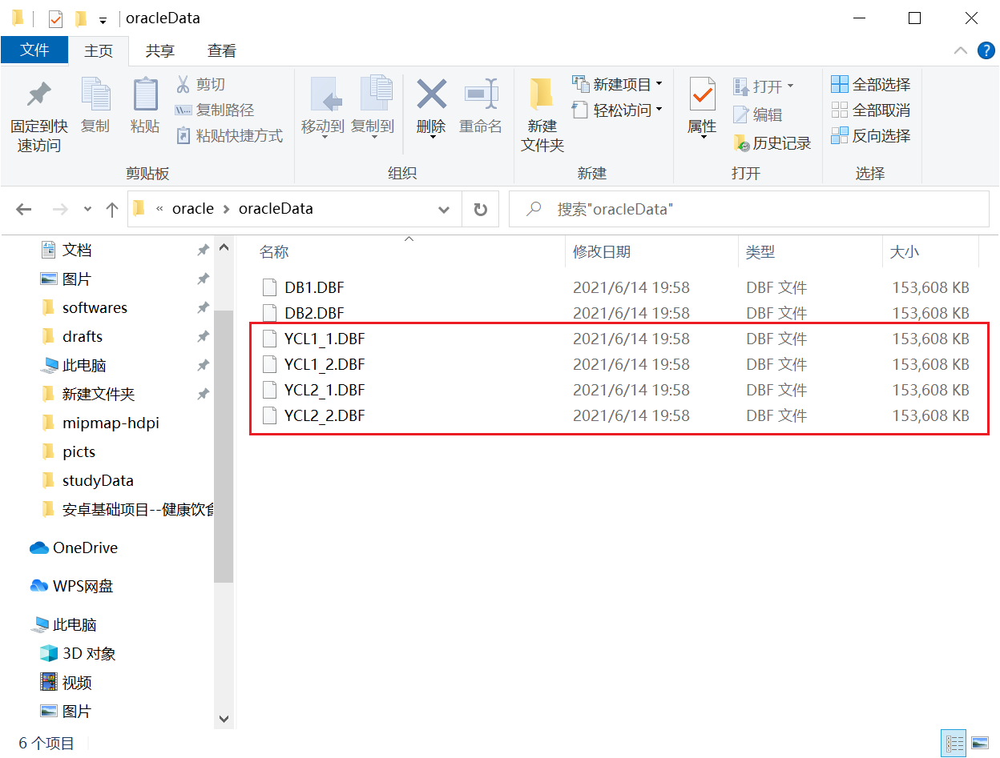 oracleData
文件 主页 共享 查看
固定到快速访问
复制
粘贴
剪切
复制路径
粘贴快捷方式
剪贴板
移动到
复制到
删除
重命名
组织
新建文件夹
新建项目
轻松访问
新建
属性
打开
编辑
历史记录
打开
全部选择
全部取消
反向选择
选择
« oracle › oracleData
搜索"oracleData"
文档
图片
softwares
drafts
此电脑
新建文件夹
mipmap-hdpi
picts
studyData
安卓基础项目--健康饮食
OneDrive
WPS网盘
此电脑
3D 对象
视频
图片
名称 修改日期 类型 大小
DB1.DBF 2021/6/14 19:58 DBF 文件 153,608 KB
DB2.DBF 2021/6/14 19:58 DBF 文件 153,608 KB
YCL1_1.DBF 2021/6/14 19:58 DBF 文件 153,608 KB
YCL1_2.DBF 2021/6/14 19:58 DBF 文件 153,608 KB
YCL2_1.DBF 2021/6/14 19:58 DBF 文件 153,608 KB
YCL2_2.DBF 2021/6/14 19:58 DBF 文件 153,608 KB
6 个项目